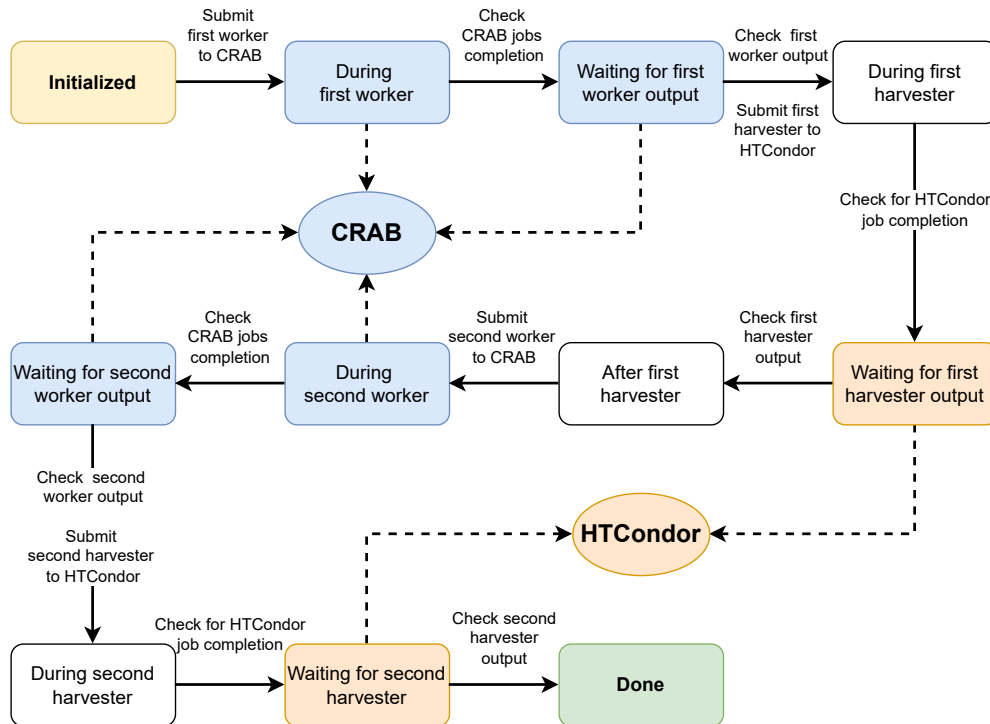 Submit
first worker
to CRAB
Check
CRAB jobs
completion
Check  first
worker output
Initialized
During
first worker
Waiting for first
worker output
During first
harvester
Submit first
harvester to
HTCondor
Check for HTCondor
job completion
CRAB
Check
CRAB jobs
completion
Submit
second worker
to CRAB
Check first
harvester
output
Waiting for second
worker output
During
second worker
After first
harvester
Waiting for first
harvester output
Check  second
worker output
HTCondor
Submit
second harvester
to HTCondor
Check for HTCondor
job completion
Check second
harvester
output
During second
harvester
Waiting for second
harvester
Done